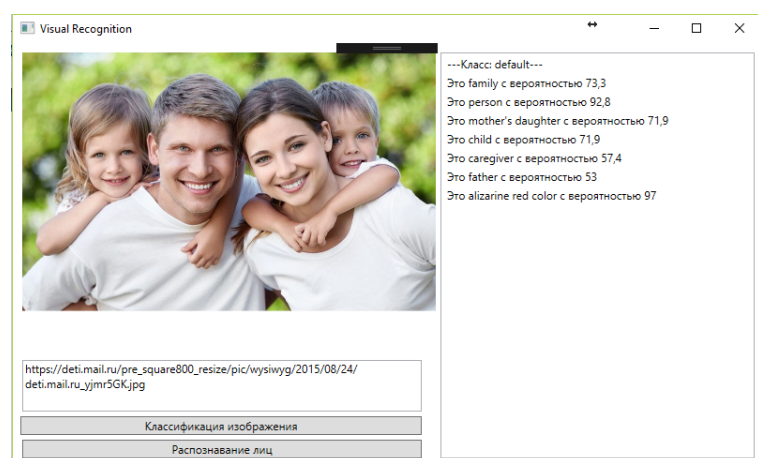 Visual Recognition
---Класс: default---
Это family с вероятностью 73,3
Это person с вероятностью 92,8
Это mother's daughter с вероятностью 71,9
Это child с вероятностью 71,9
Это caregiver с вероятностью 57,4
Это father с вероятностью 53
Это alizarine red color с вероятностью 97
https://deti.mail.ru/pre_square800_resize/pic/wysiwyg/2015/08/24/
deti.mail.ru_yjmr5GK.jpg
Классификация изображения
Распознавание лиц